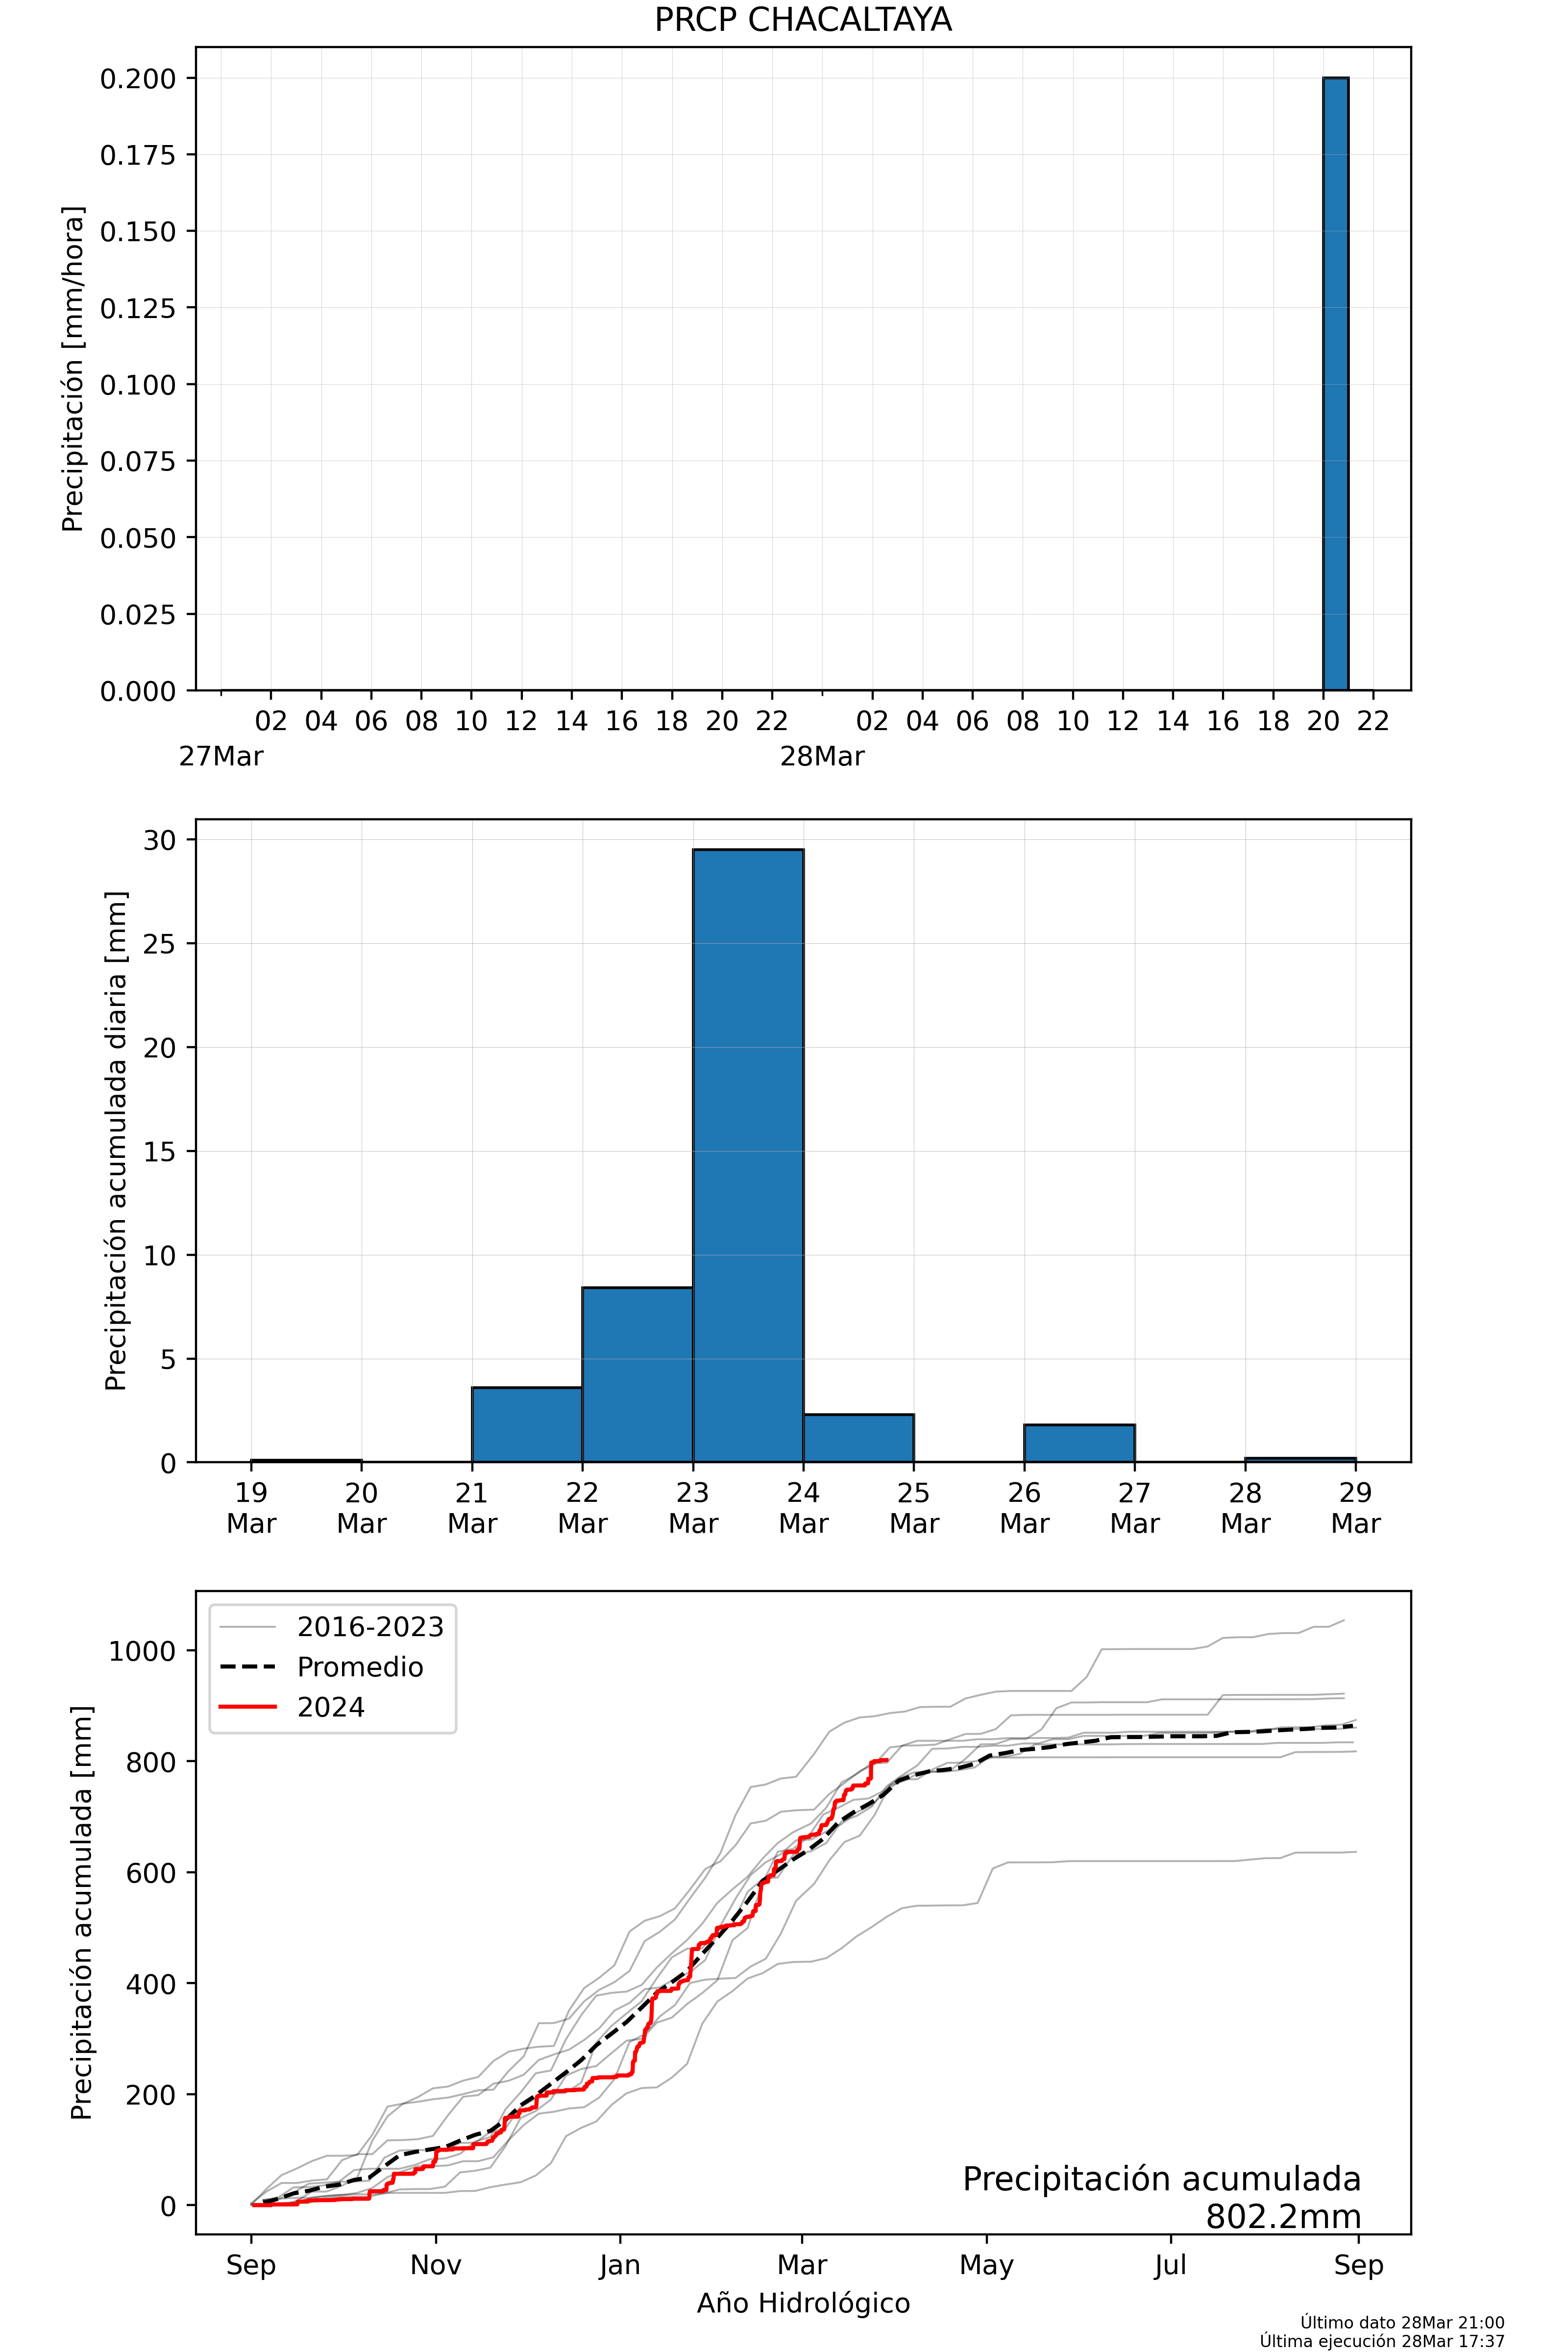 PRCP CHACALTAYA
Precipitación [mm/hora]
0.200
0.175
0.150
0.125
0.100
0.075
0.050
0.025
0.000
02 04 06 08 10 12 14 16 18 20 22 02 04 06 08 10 12 14 16 18 20 22
27Mar 28Mar
Precipitación acumulada diaria [mm]
30
25
20
15
10
5
0
19 20 21 22 23 24 25 26 27 28 29
Mar Mar Mar Mar Mar Mar Mar Mar Mar Mar Mar
Precipitación acumulada [mm]
1000
800
600
400
200
0
2016-2023
Promedio
2024
Precipitación acumulada
802.2mm
Sep Nov Jan Mar May Jul Sep
Año Hidrológico
Último dato 28Mar 21:00
Última ejecución 28Mar 17:37